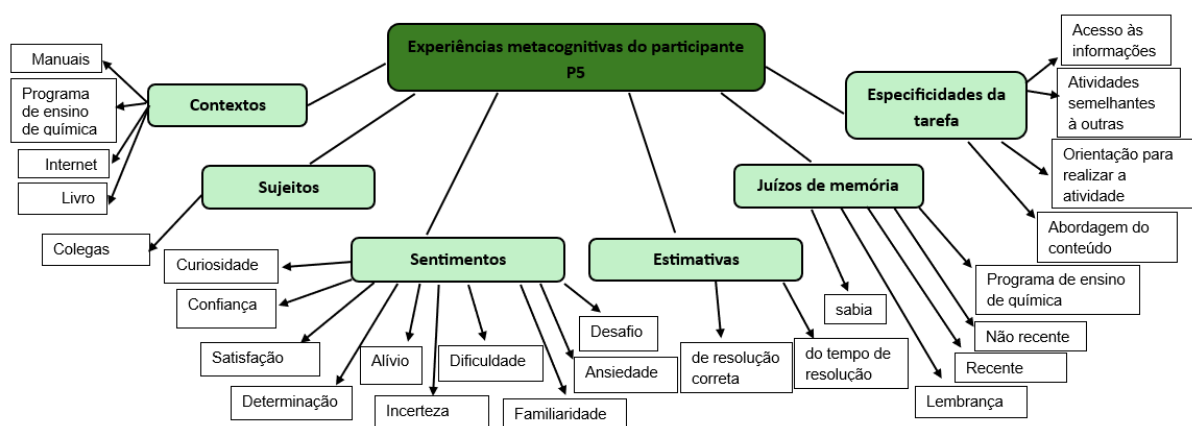 Experiências metacognitivas do participante
P5
Contextos
Manuais
Programa
de ensino
de química
Internet
Livro
Sujeitos
Colegas
Sentimentos
Curiosidade
Confiança
Satisfação
Determinação
Alívio
Incerteza
Dificuldade
Familiaridade
Ansiedade
Desafio
Estimativas
de resolução
correta
do tempo de
resolução
Juízos de memória
sabia
Lembrança
Recente
Não recente
Programa de ensino
de química
Especificidades da
tarefa
Acesso às
informações
Atividades
semelhantes
à outras
Orientação para
realizar a
atividade
Abordagem do
conteúdo